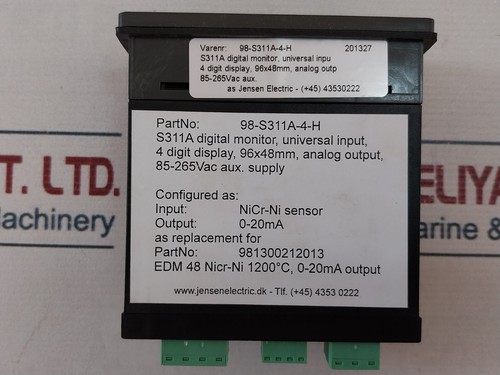 Varenr: 98-S311A-4-H 201327
S311A digital monitor, universal inpu
4 digit display, 96x48mm, analog outp
85-265Vac aux.
as Jensen Electric - (+45) 43530222
PartNo: 98-S311A-4-H
S311A digital monitor, universal input,
4 digit display, 96x48mm, analog output,
85-265Vac aux. supply
Configured as:
Input: NiCr-Ni sensor
Output: 0-20mA
as replacement for
PartNo: 981300212013
EDM 48 Nicr-Ni 1200°C, 0-20mA output
www.jensenelectric.dk - Tlf. (+45) 4353 0222
T. LTD.
ELIYA
Machinery
arine &